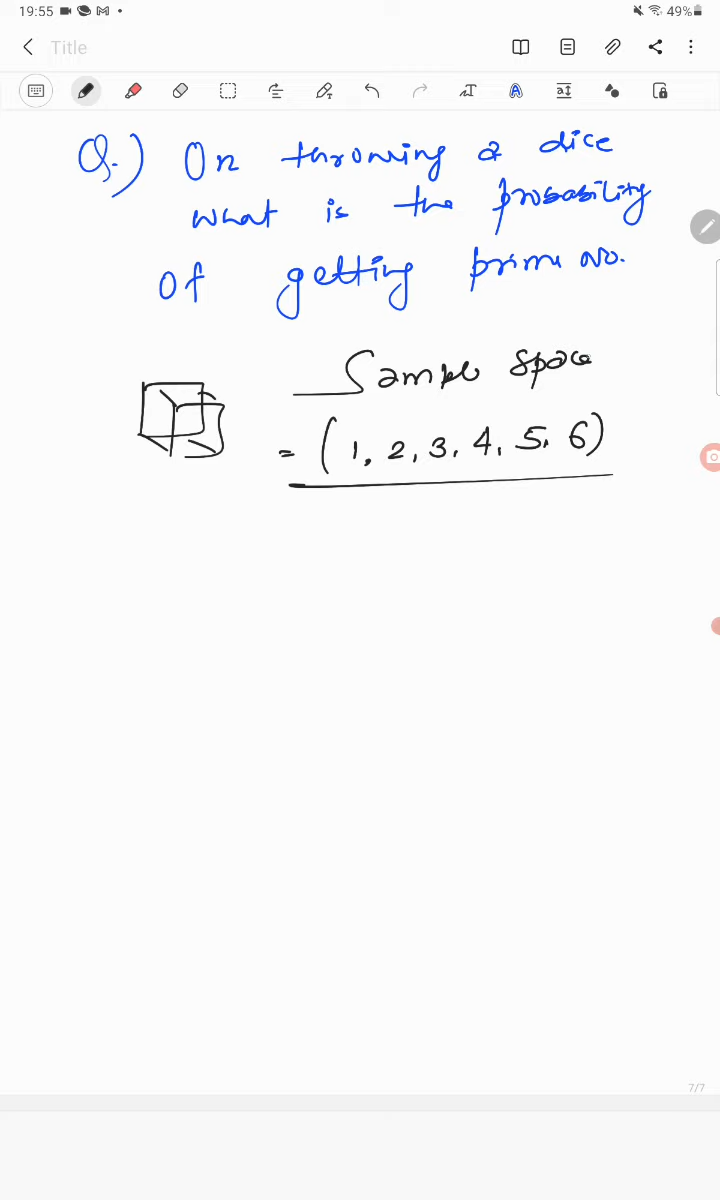 19:55
49%
Title
Q.) On throwing a dice
what is the probability
of getting prime no.
Sample space
= (1, 2, 3, 4, 5, 6)
7/7